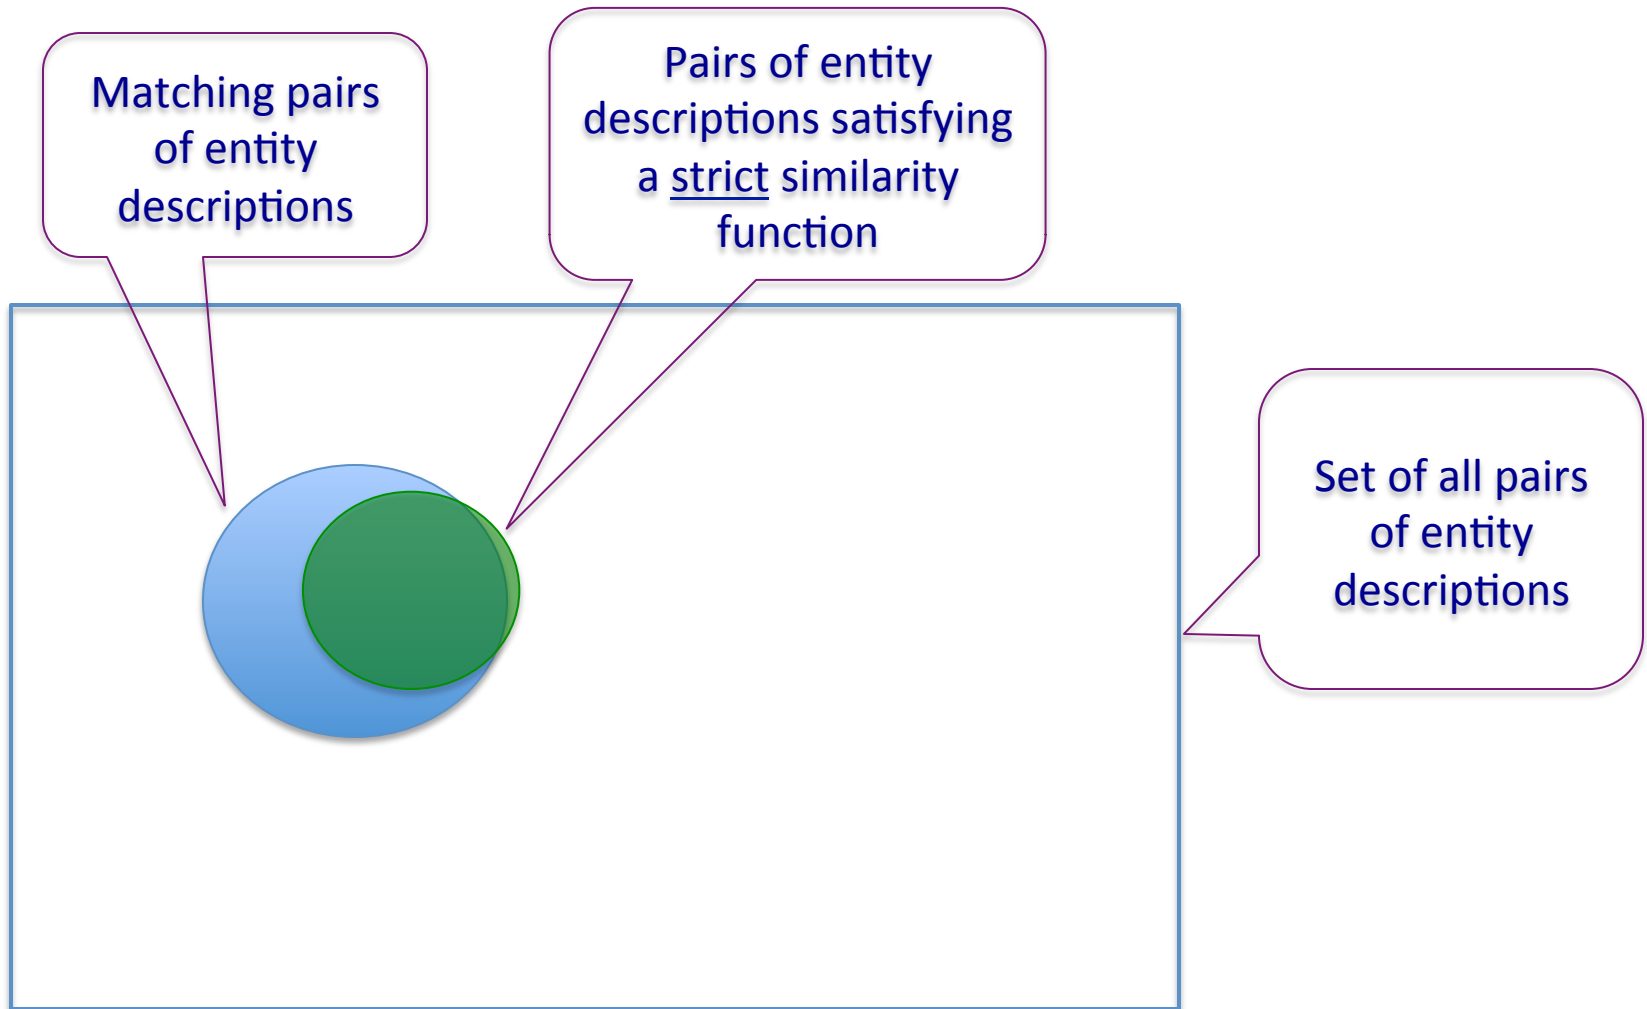 Matching pairs
of entity
descriptions
Pairs of entity
descriptions satisfying
a strict similarity
function
Set of all pairs
of entity
descriptions